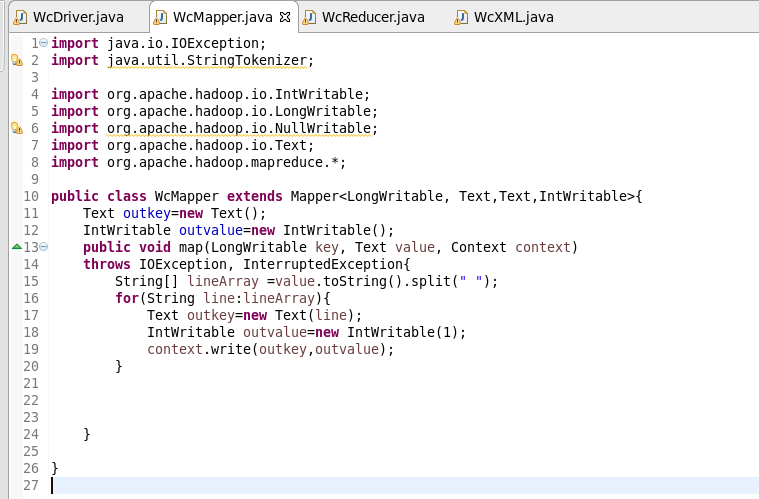 WcDriver.java WcMapper.java WcReducer.java WcXML.java
1 import java.io.IOException;
2 import java.util.StringTokenizer;
3
4 import org.apache.hadoop.io.IntWritable;
5 import org.apache.hadoop.io.LongWritable;
6 import org.apache.hadoop.io.NullWritable;
7 import org.apache.hadoop.io.Text;
8 import org.apache.hadoop.mapreduce.*;
9
10 public class WcMapper extends Mapper<LongWritable, Text,Text,IntWritable>{
11     Text outkey=new Text();
12     IntWritable outvalue=new IntWritable();
13     public void map(LongWritable key, Text value, Context context)
14     throws IOException, InterruptedException{
15         String[] lineArray =value.toString().split(" ");
16         for(String line:lineArray){
17             Text outkey=new Text(line);
18             IntWritable outvalue=new IntWritable(1);
19             context.write(outkey,outvalue);
20         }
21
22
23
24     }
25
26 }
27